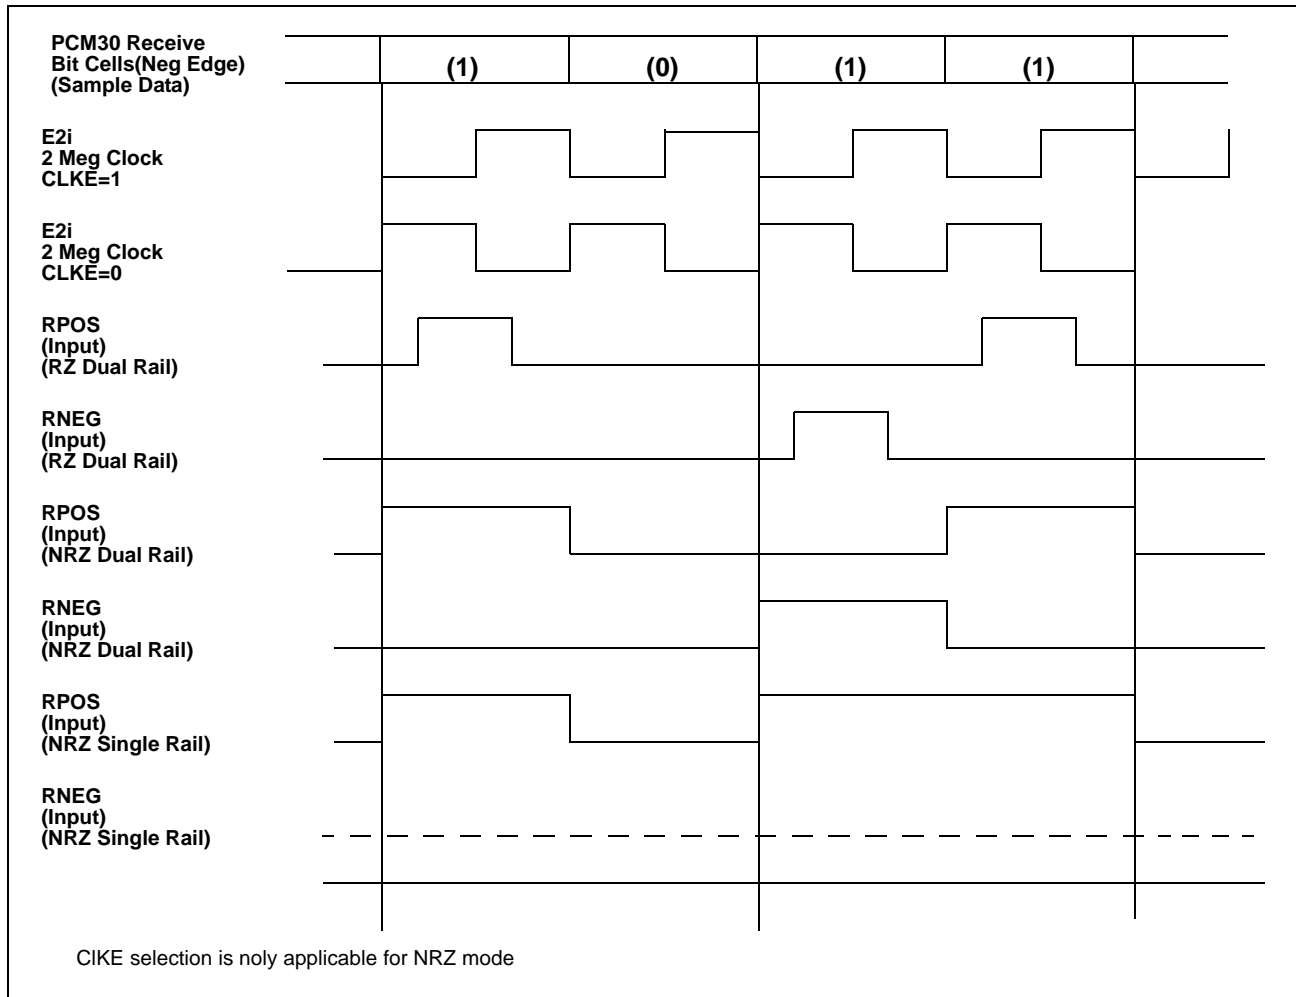 PCM30 Receive
Bit Cells(Neg Edge)
(Sample Data)
(1) (0) (1) (1)
E2i
2 Meg Clock
CLKE=1
E2i
2 Meg Clock
CLKE=0
RPOS
(Input)
(RZ Dual Rail)
RNEG
(Input)
(RZ Dual Rail)
RPOS
(Input)
(NRZ Dual Rail)
RNEG
(Input)
(NRZ Dual Rail)
RPOS
(Input)
(NRZ Single Rail)
RNEG
(Input)
(NRZ Single Rail)
ClKE selection is noly applicable for NRZ mode